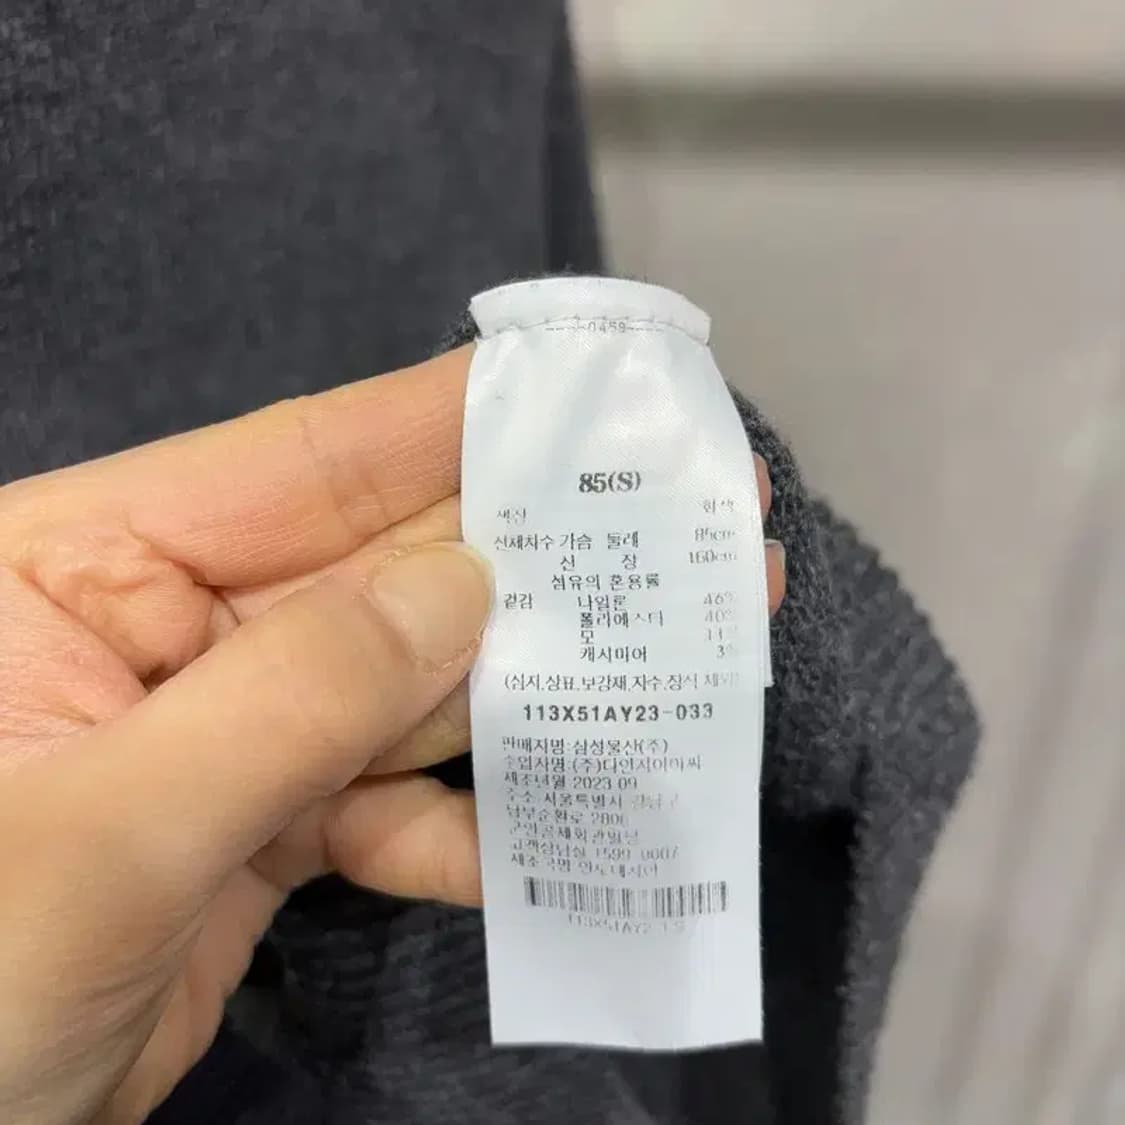 0459
85(S)
색상 회색
신체치수 가슴 둘레 85cm
신 장 160cm
섬유의 혼용률
겉감 나일론 46%
폴리에스터 40%
모 11%
캐시미어 3%
(심지,상표,보강재,자수,장식 제외)
113X51AY23-033
판매자명:삼성물산(주)
수입자명:(주)
제조년월 2023.09
주소 서울특별시 강남구
남부순환로 2806
군인공제회관빌딩
고객상담실 1599-0007
제조국명 인도네시아
113X51AY2